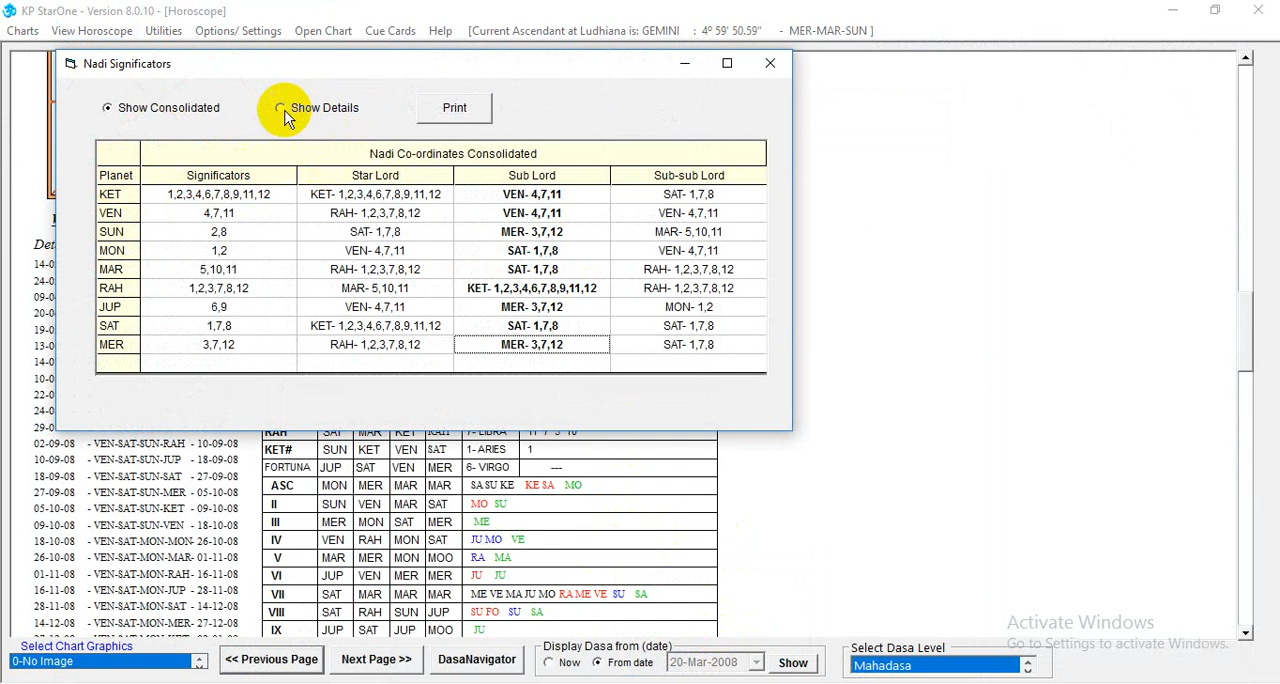 KP StarOne - Version 8.0.10 - [Horoscope]
Charts View Horoscope Utilities Options/ Settings Open Chart Cue Cards Help [Current Ascendant at Ludhiana is: GEMINI : 4° 59' 50.59" - MER-MAR-SUN ]
Nadi Significators
Show Consolidated Show Details Print
Nadi Co-ordinates Consolidated
Planet Significators Star Lord Sub Lord Sub-sub Lord
KET 1,2,3,4,6,7,8,9,11,12 KET- 1,2,3,4,6,7,8,9,11,12 VEN- 4,7,11 SAT- 1,7,8
VEN 4,7,11 RAH- 1,2,3,7,8,12 VEN- 4,7,11 VEN- 4,7,11
SUN 2,8 SAT- 1,7,8 MER- 3,7,12 MAR- 5,10,11
MON 1,2 VEN- 4,7,11 SAT- 1,7,8 VEN- 4,7,11
MAR 5,10,11 RAH- 1,2,3,7,8,12 SAT- 1,7,8 RAH- 1,2,3,7,8,12
RAH 1,2,3,7,8,12 MAR- 5,10,11 KET- 1,2,3,4,6,7,8,9,11,12 RAH- 1,2,3,7,8,12
JUP 6,9 VEN- 4,7,11 MER- 3,7,12 MON- 1,2
SAT 1,7,8 KET- 1,2,3,4,6,7,8,9,11,12 SAT- 1,7,8 SAT- 1,7,8
MER 3,7,12 RAH- 1,2,3,7,8,12 MER- 3,7,12 SAT- 1,7,8
02-09-08 - VEN-SAT-SUN-RAH - 10-09-08
10-09-08 - VEN-SAT-SUN-JUP - 18-09-08
18-09-08 - VEN-SAT-SUN-SAT - 27-09-08
27-09-08 - VEN-SAT-SUN-MER - 05-10-08
05-10-08 - VEN-SAT-SUN-KET - 09-10-08
09-10-08 - VEN-SAT-SUN-VEN - 18-10-08
18-10-08 - VEN-SAT-MON-MON- 26-10-08
26-10-08 - VEN-SAT-MON-MAR- 01-11-08
01-11-08 - VEN-SAT-MON-RAH- 16-11-08
16-11-08 - VEN-SAT-MON-JUP - 28-11-08
28-11-08 - VEN-SAT-MON-SAT - 14-12-08
14-12-08 - VEN-SAT-MON-MER- 27-12-08
KET# SUN KET VEN SAT 1- ARIES 1
FORTUNA JUP SAT VEN MER 6- VIRGO ---
ASC MON MER MAR MAR SA SU KE KE SA MO
II SUN VEN MAR SAT MO SU
III MER MON SAT MER ME
IV VEN RAH MON SAT JU MO VE
V MAR MER MON MOO RA MA
VI JUP VEN MER MER JU JU
VII SAT MAR MAR MAR ME VE MA JU MO RA ME VE SU SA
VIII SAT RAH SUN JUP SU FO SU SA
IX JUP SAT JUP MOO JU
Activate Windows
Go to Settings to activate Windows.
Select Chart Graphics
0-No Image
<< Previous Page Next Page >> DasaNavigator
Display Dasa from (date)
Now From date 20-Mar-2008 Show
Select Dasa Level
Mahadasa